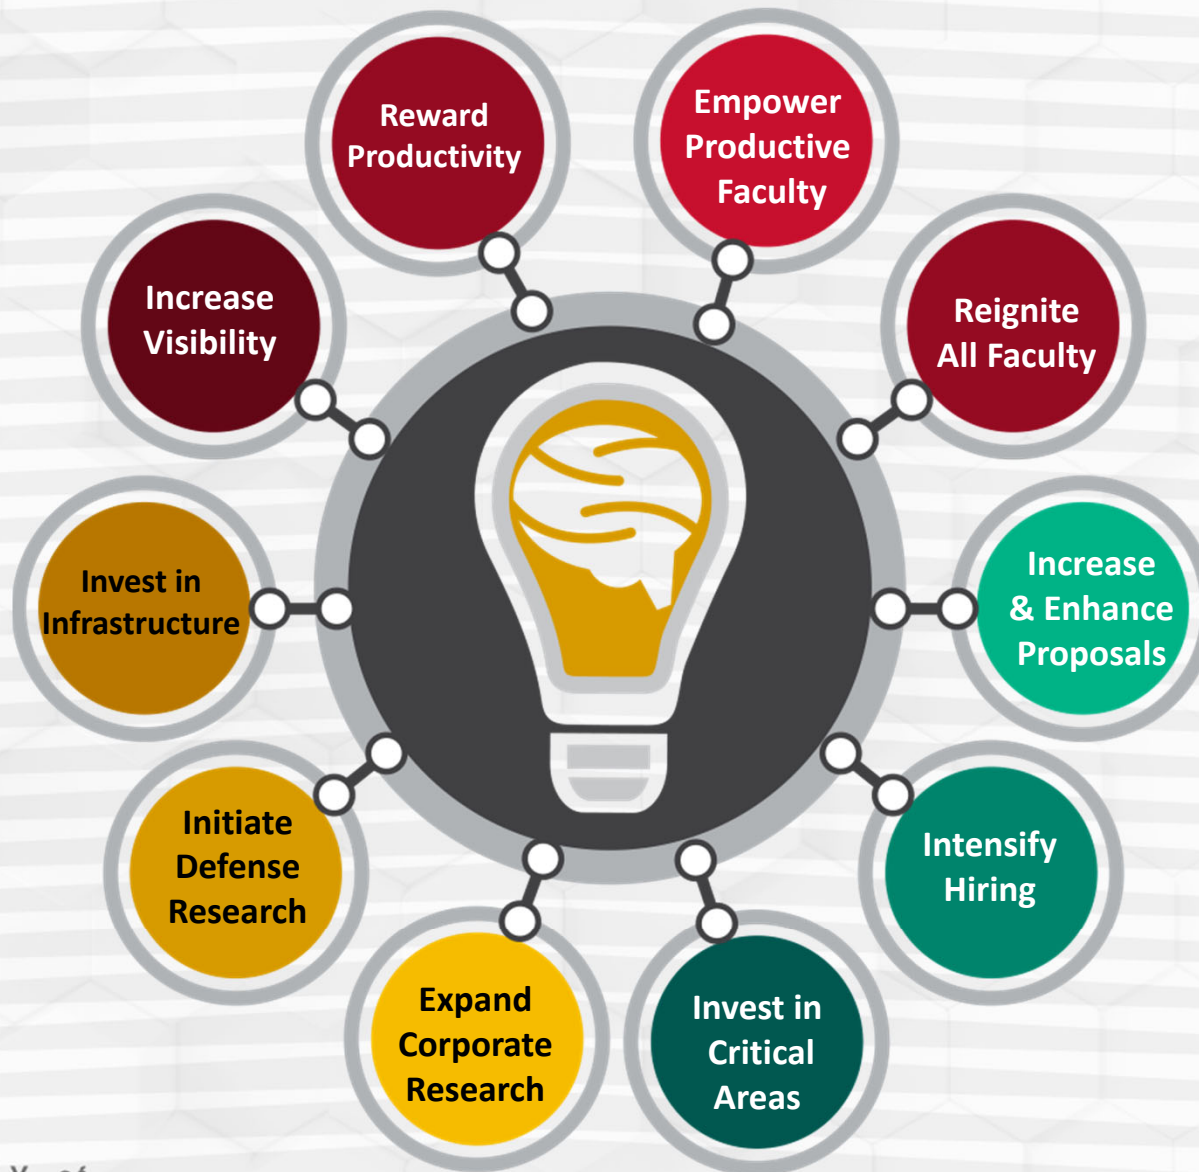 Reward
Productivity
Empower
Productive
Faculty
Increase
Visibility
Reignite
All Faculty
Invest in
Infrastructure
Increase
& Enhance
Proposals
Initiate
Defense
Research
Intensify
Hiring
Expand
Corporate
Research
Invest in
Critical
Areas